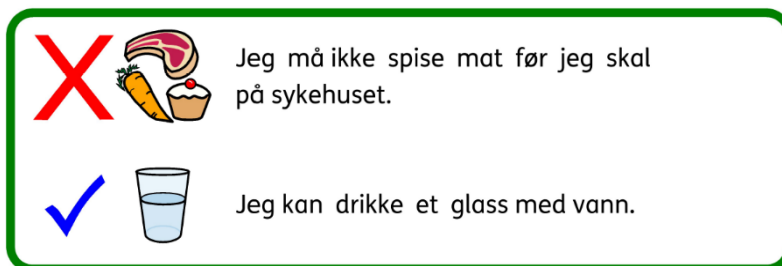 Jeg må ikke spise mat før jeg skal
på sykehuset.
Jeg kan drikke et glass med vann.